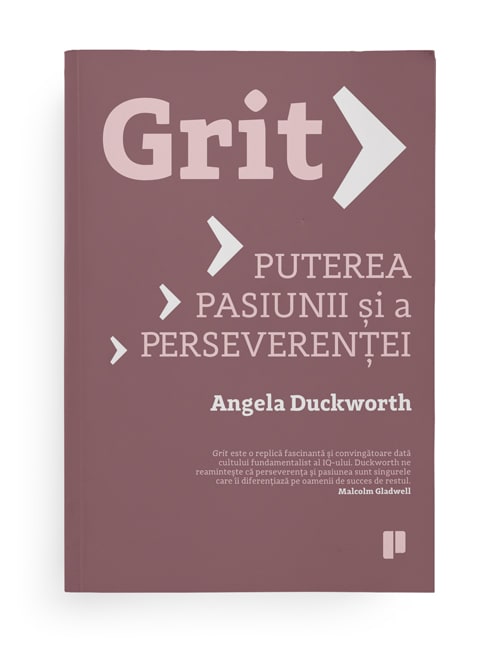 Grit
PUTEREA
PASIUNII și a
PERSEVERENȚEI
Angela Duckworth
Grit este o replică fascinantă și convingătoare dată
cultului fundamentalist al IQ-ului. Duckworth ne
reamintește că perseverența și pasiunea sunt singurele
care îi diferențiază pe oamenii de succes de restul.
Malcolm Gladwell